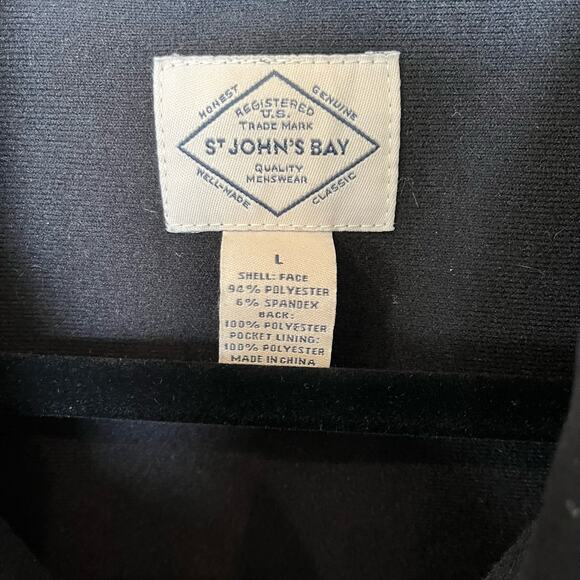 HONEST
GENUINE
REGISTERED
U.S.
TRADE MARK
ST JOHN'S BAY
QUALITY
MENSWEAR
WELL-MADE
CLASSIC
L
SHELL: FACE
94% POLYESTER
6% SPANDEX
BACK:
100% POLYESTER
POCKET LINING:
100% POLYESTER
MADE IN CHINA